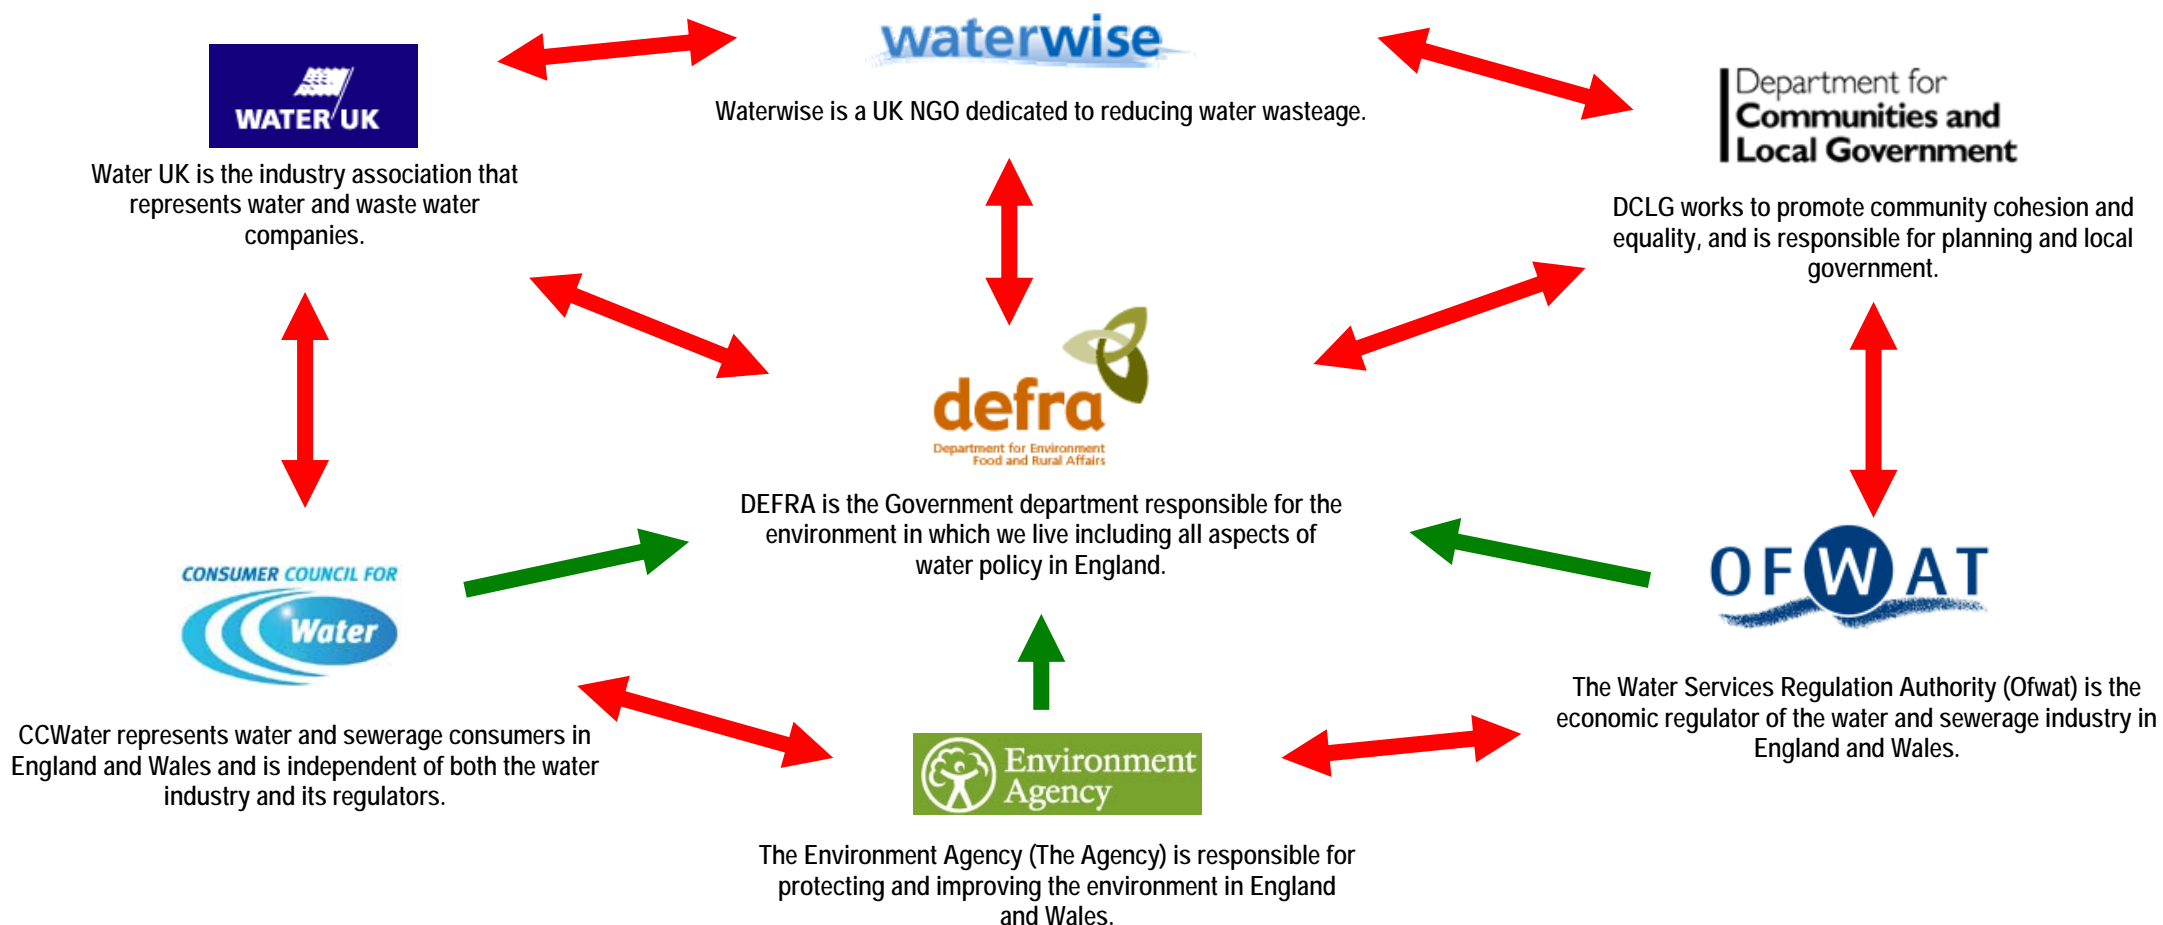 waterwise
Waterwise is a UK NGO dedicated to reducing water wasteage.
WATER UK
Water UK is the industry association that
represents water and waste water
companies.
Department for
Communities and
Local Government
DCLG works to promote community cohesion and
equality, and is responsible for planning and local
government.
defra
Department for Environment
Food and Rural Affairs
DEFRA is the Government department responsible for the
environment in which we live including all aspects of
water policy in England.
CONSUMER COUNCIL FOR
Water
CCWater represents water and sewerage consumers in
England and Wales and is independent of both the water
industry and its regulators.
OFWAT
The Water Services Regulation Authority (Ofwat) is the
economic regulator of the water and sewerage industry in
England and Wales.
Environment
Agency
The Environment Agency (The Agency) is responsible for
protecting and improving the environment in England
and Wales.